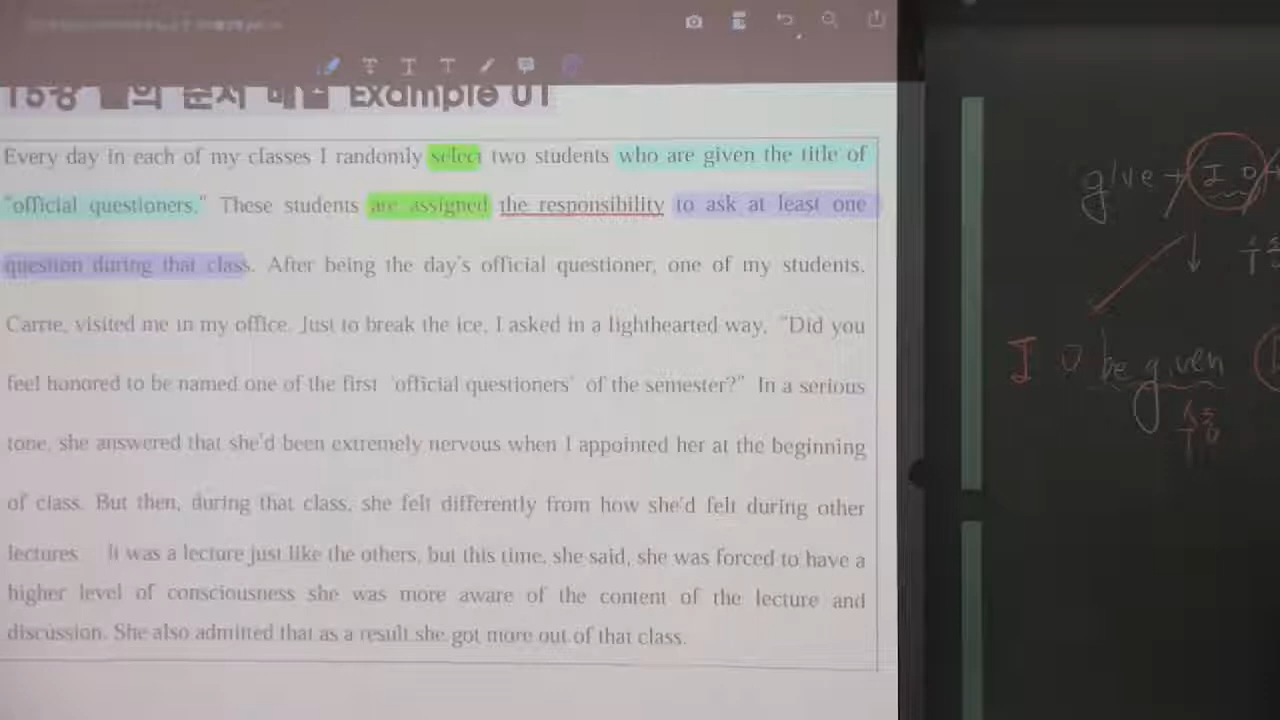 Example 01
Every day in each of my classes I randomly select two students who are given the title of
"official questioners." These students are assigned the responsibility to ask at least one
question during that class. After being the day's official questioner, one of my students,
Carrie, visited me in my office. Just to break the ice, I asked in a lighthearted way, "Did you
feel honored to be named one of the first 'official questioners' of the semester?" In a serious
tone, she answered that she'd been extremely nervous when I appointed her at the beginning
of class. But then, during that class, she felt differently from how she'd felt during other
lectures It was a lecture just like the others, but this time, she said, she was forced to have a
higher level of consciousness she was more aware of the content of the lecture and
discussion. She also admitted that as a result she got more out of that class.
give + I O
I O be given